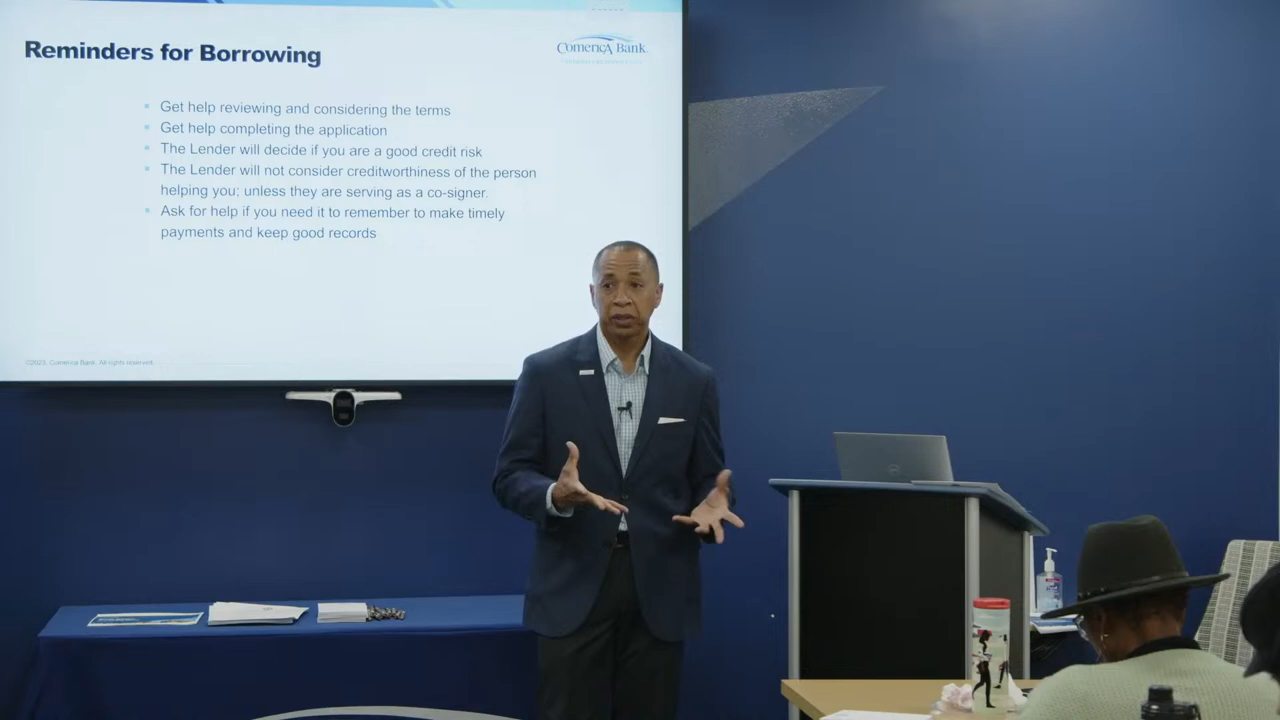 Reminders for Borrowing
Comerica Bank
Get help reviewing and considering the terms
Get help completing the application
The Lender will decide if you are a good credit risk
The Lender will not consider creditworthiness of the person
helping you; unless they are serving as a co-signer.
Ask for help if you need it to remember to make timely
payments and keep good records
©2023, Comerica Bank. All rights reserved.
DELL